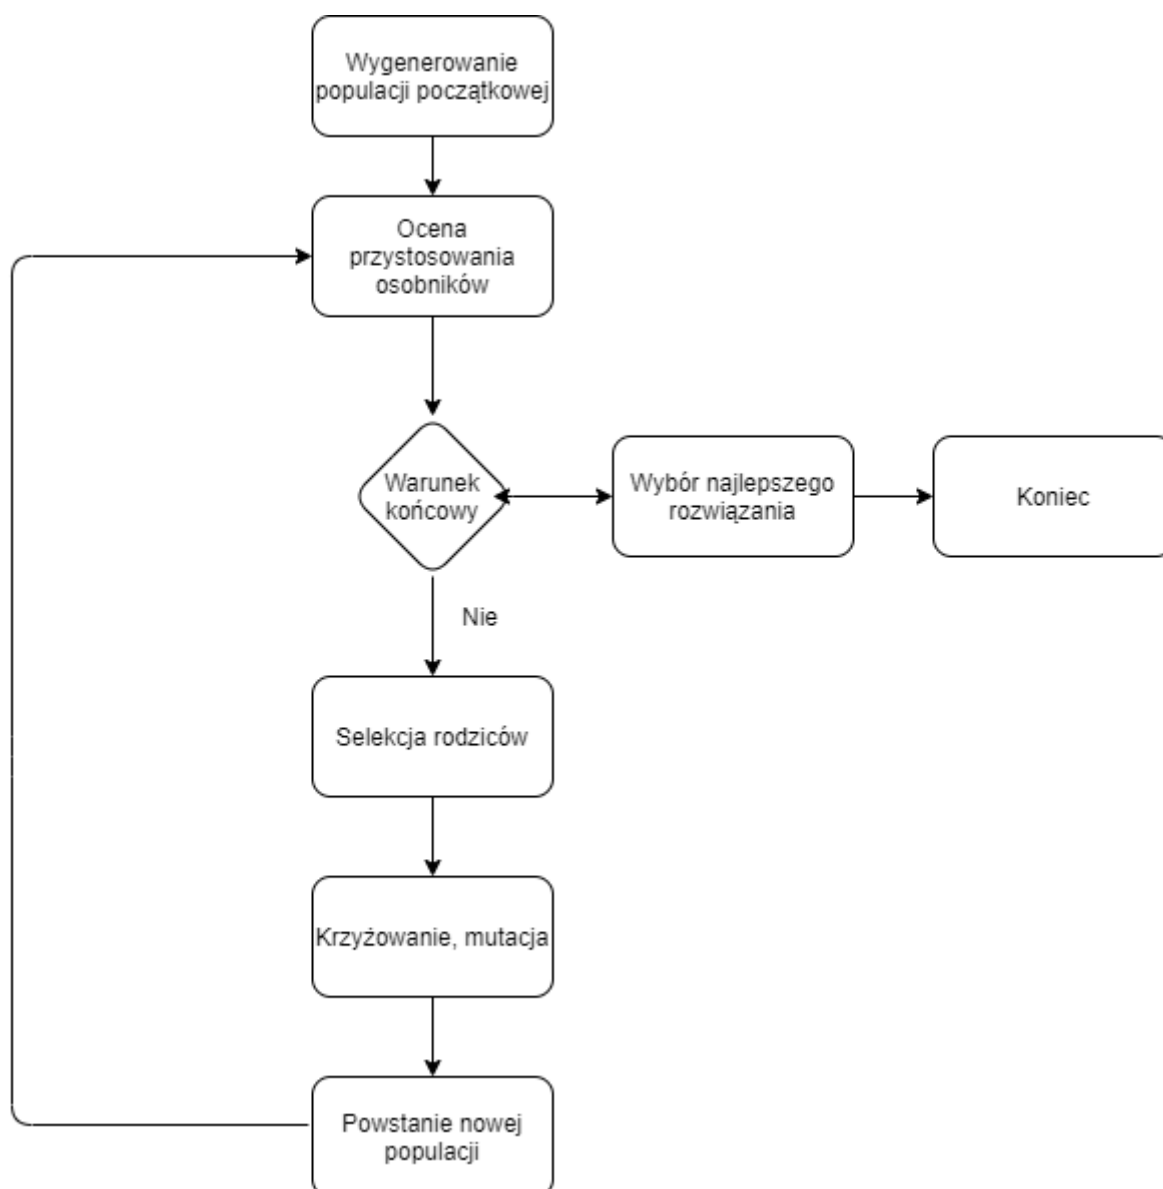 Wygenerowanie
populacji początkowej
Ocena
przystosowania
osobników
Warunek
końcowy
Wybór najlepszego
rozwiązania
Koniec
Nie
Selekcja rodziców
Krzyżowanie, mutacja
Powstanie nowej
populacji